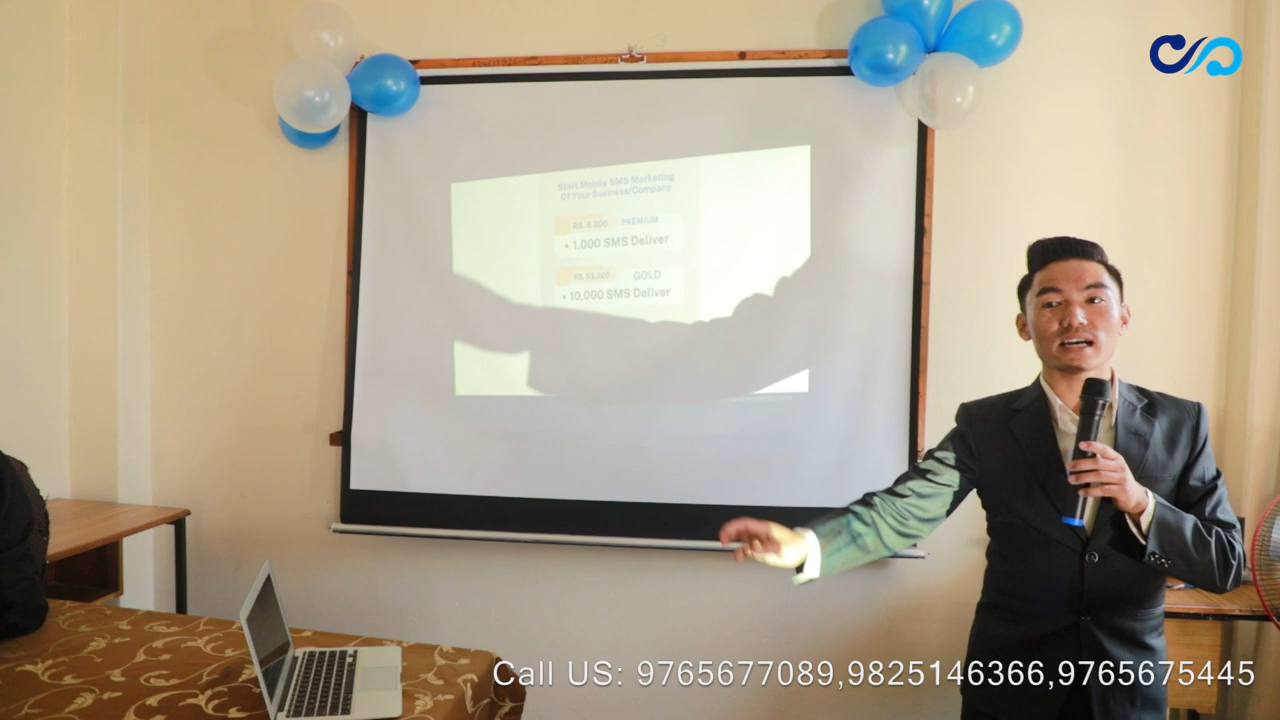 Start Mobile SMS Marketing
Of Your Business/Company
PREMIUM
• 1,000 SMS Deliver
GOLD
• 10,000 SMS Deliver
Call US: 9765677089,9825146366,9765675445